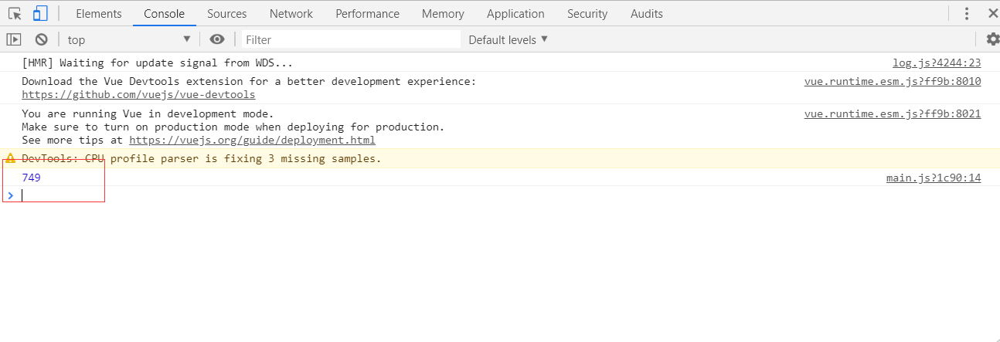 Elements Console Sources Network Performance Memory Application Security Audits
top Filter Default levels
[HMR] Waiting for update signal from WDS... log.js?4244:23
Download the Vue Devtools extension for a better development experience: vue.runtime.esm.js?ff9b:8010
https://github.com/vuejs/vue-devtools
You are running Vue in development mode. vue.runtime.esm.js?ff9b:8021
Make sure to turn on production mode when deploying for production.
See more tips at https://vuejs.org/guide/deployment.html
DevTools: CPU profile parser is fixing 3 missing samples.
749 main.js?1c90:14